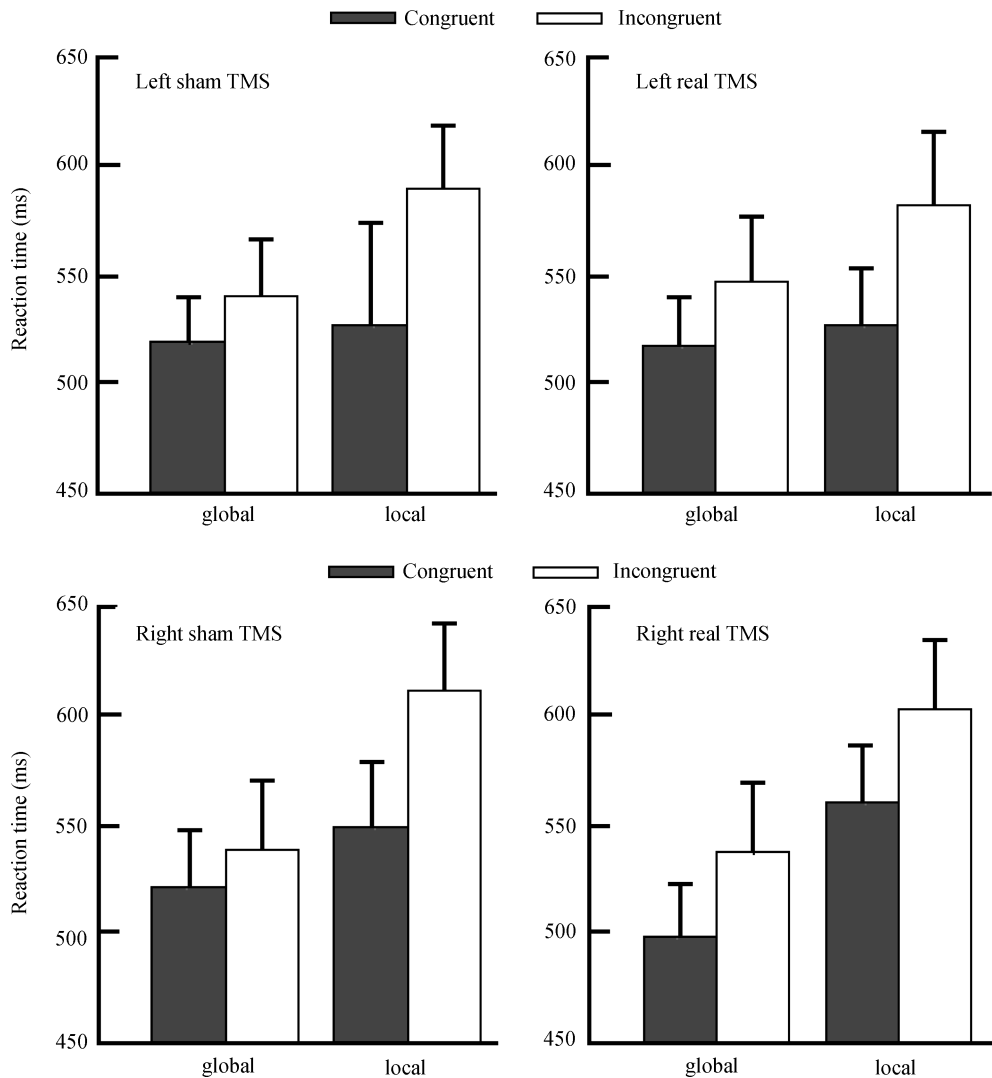 Congruent Incongruent
650 650
Left sham TMS Left real TMS
600 600
Reaction time (ms)
550 550
500 500
450 450
global local global local
Congruent Incongruent
650 650
Right sham TMS Right real TMS
600 600
Reaction time (ms)
550 550
500 500
450 450
global local global local